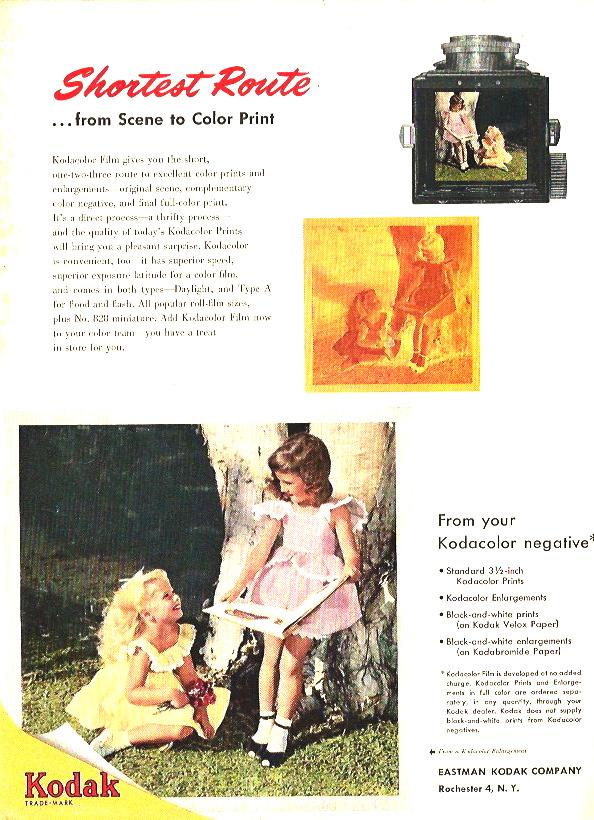 Shortest Route
...from Scene to Color Print
Kodacolor Film gives you the short,
one-two-three route to excellent color prints and
enlargements—original scene, complementary
color negative, and final full-color print.
It's a direct process—a thrifty process—
and the quality of today's Kodacolor Prints
will bring you a pleasant surprise. Kodacolor
is convenient, too—it has superior speed,
superior exposure latitude for a color film,
and comes in both types—Daylight, and Type A
for flood and flash. All popular roll-film sizes,
plus No. 828 miniature. Add Kodacolor Film now
to your color team—you have a treat
in store for you.
From your
Kodacolor negative*
• Standard 3½-inch
Kodacolor Prints
• Kodacolor Enlargements
• Black-and-white prints
(on Kodak Velox Paper)
• Black-and-white enlargements
(on Kodabromide Paper)
* Kodacolor Film is developed at no added
charge. Kodacolor Prints and Enlarge-
ments in full color are ordered sepa-
rately, in any quantity, through your
Kodak dealer. Kodak does not supply
black-and-white prints from Kodacolor
negatives.
← From a Kodacolor Enlargement
EASTMAN KODAK COMPANY
Rochester 4, N. Y.
Kodak
TRADE-MARK